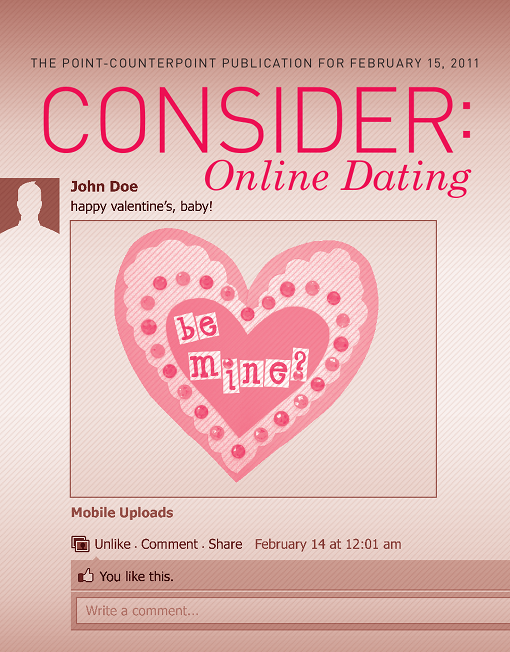 THE POINT-COUNTERPOINT PUBLICATION FOR FEBRUARY 15, 2011
CONSIDER:
Online Dating
John Doe
happy valentine's, baby!
be
mine?
Mobile Uploads
Unlike . Comment . Share February 14 at 12:01 am
You like this.
Write a comment...